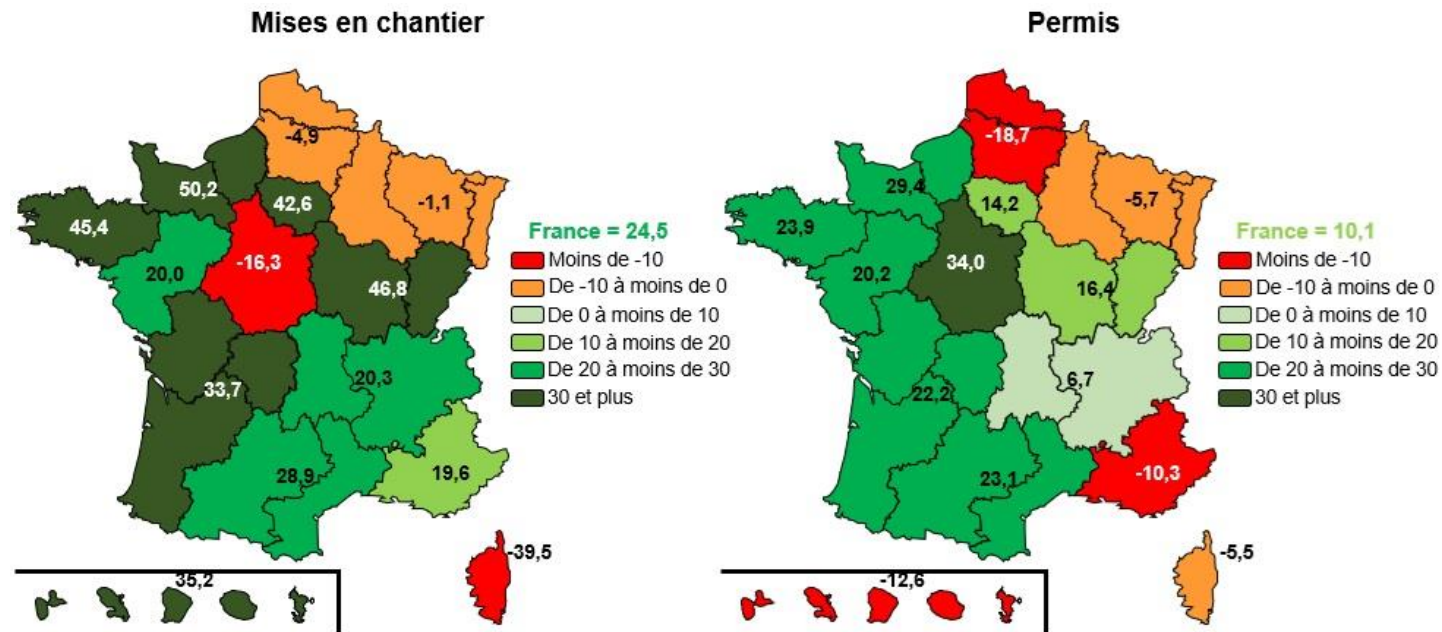 Mises en chantier
-4,9
50,2
42,6
-1,1
45,4
20,0
-16,3
46,8
33,7
20,3
28,9
19,6
-39,5
35,2
France = 24,5
Moins de -10
De -10 à moins de 0
De 0 à moins de 10
De 10 à moins de 20
De 20 à moins de 30
30 et plus
Permis
-18,7
29,4
14,2
-5,7
23,9
20,2
34,0
16,4
22,2
6,7
23,1
-10,3
-5,5
-12,6
France = 10,1
Moins de -10
De -10 à moins de 0
De 0 à moins de 10
De 10 à moins de 20
De 20 à moins de 30
30 et plus